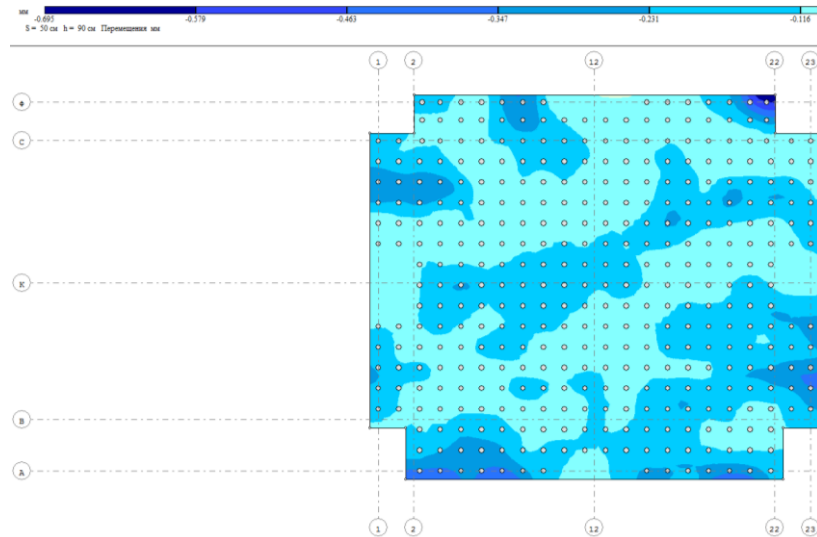 мм
-0.695 -0.579 -0.463 -0.347 -0.231 -0.116
S = 50 см h = 90 см Перемещения мм
1 2 12 22 23
Ф
С
К
В
А
1 2 12 22 23